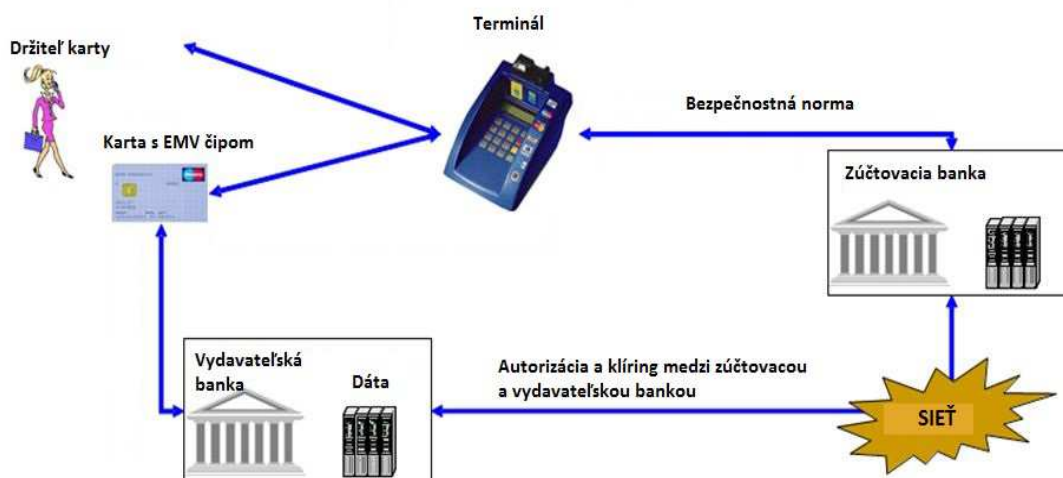 Terminál
Držiteľ karty
Bezpečnostná norma
Karta s EMV čipom
Zúčtovacia banka
Vydavateľská
banka
Dáta
Autorizácia a klíring medzi zúčtovacou
a vydavateľskou bankou
SIEŤ